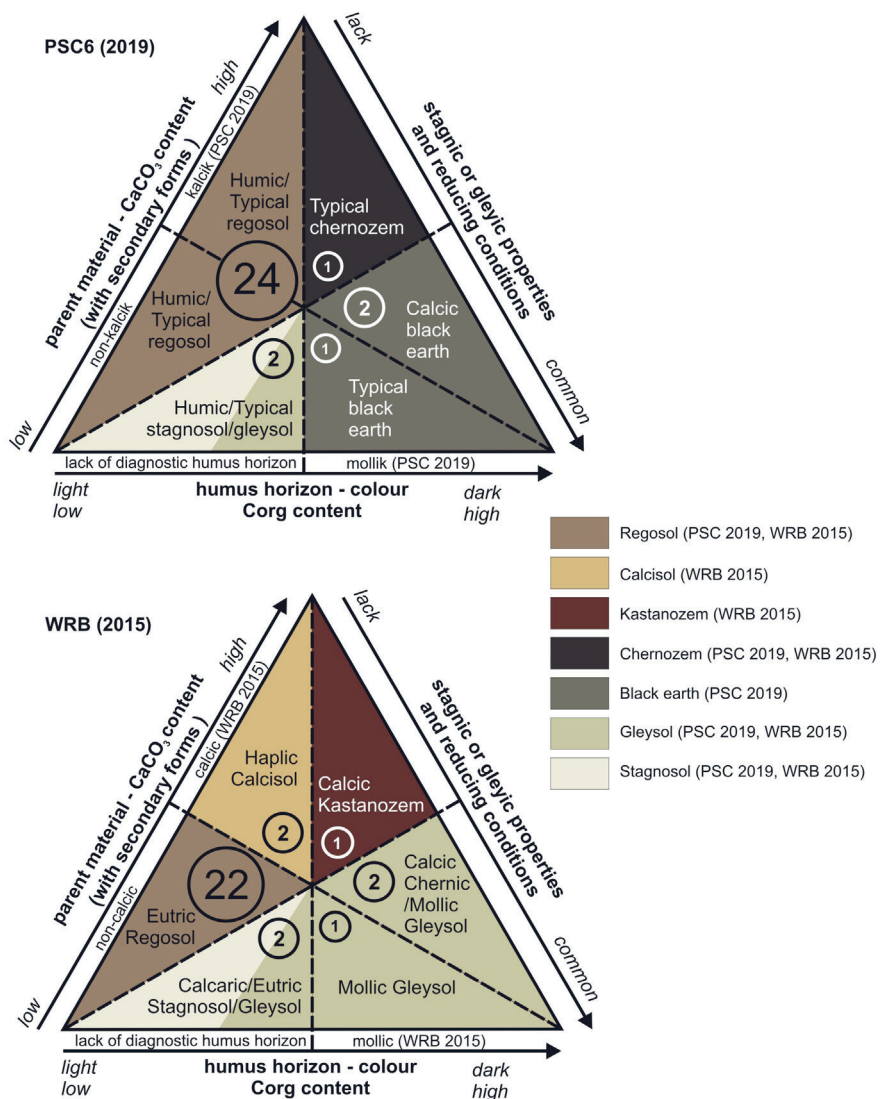 PSC6 (2019)
high
lack
parent material - CaCO₃ content
(with secondary forms )
kalcik (PSC 2019)
non-kalcik
low
stagnic or gleyic properties
and reducing conditions
common
Humic/
Typical
regosol
Typical
chernozem
1
24
2
Humic/
Typical
regosol
Calcic
black
earth
2
1
Humic/Typical
stagnosol/gleysol
Typical
black
earth
lack of diagnostic humus horizon
mollik (PSC 2019)
light
low
humus horizon - colour
Corg content
dark
high
Regosol (PSC 2019, WRB 2015)
Calcisol (WRB 2015)
Kastanozem (WRB 2015)
Chernozem (PSC 2019, WRB 2015)
Black earth (PSC 2019)
Gleysol (PSC 2019, WRB 2015)
Stagnosol (PSC 2019, WRB 2015)
WRB (2015)
high
lack
parent material - CaCO₃ content
(with secondary forms )
calcic (WRB 2015)
non-calcic
low
stagnic or gleyic properties
and reducing conditions
common
Haplic
Calcisol
Calcic
Kastanozem
2
1
22
2
Eutric
Regosol
Calcic
Chernic
/Mollic
Gleysol
2
1
Calcaric/Eutric
Stagnosol/Gleysol
Mollic Gleysol
lack of diagnostic humus horizon
mollic (WRB 2015)
light
low
humus horizon - colour
Corg content
dark
high